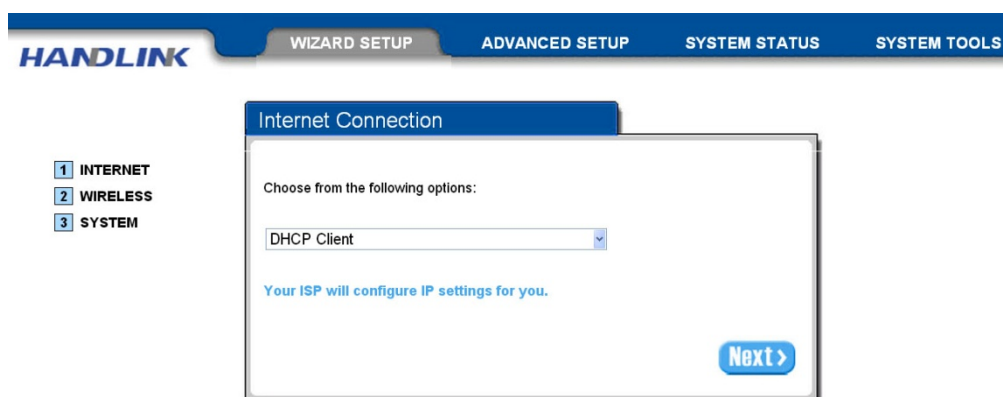 HANDLINK
WIZARD SETUP
ADVANCED SETUP
SYSTEM STATUS
SYSTEM TOOLS
Internet Connection
1 INTERNET
2 WIRELESS
3 SYSTEM
Choose from the following options:
DHCP Client
Your ISP will configure IP settings for you.
Next>